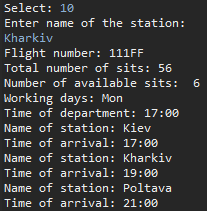 Select: 10
Enter name of the station:
Kharkiv
Flight number: 111FF
Total number of sits: 56
Number of available sits:  6
Working days: Mon
Time of department: 17:00
Name of station: Kiev
Time of arrival: 17:00
Name of station: Kharkiv
Time of arrival: 19:00
Name of station: Poltava
Time of arrival: 21:00